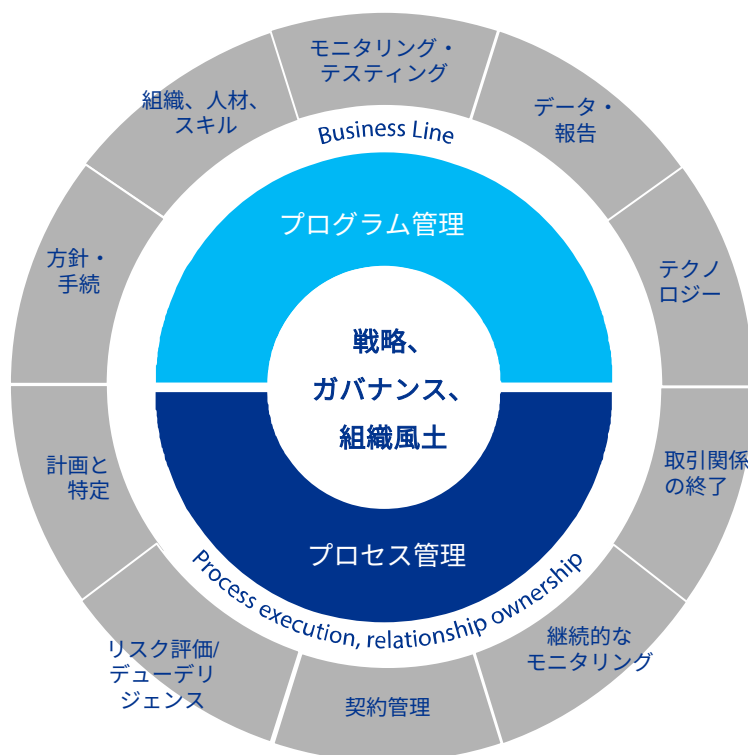 モニタリング・
テスティング
組織、人材、
スキル
データ・
報告
Business Line
プログラム管理
方針・
手続
テクノ
ロジー
戦略、
ガバナンス、
組織風土
計画と
特定
取引関係
の終了
プロセス管理
Process execution, relationship ownership
リスク評価/
デューデリ
ジェンス
継続的な
モニタリング
契約管理